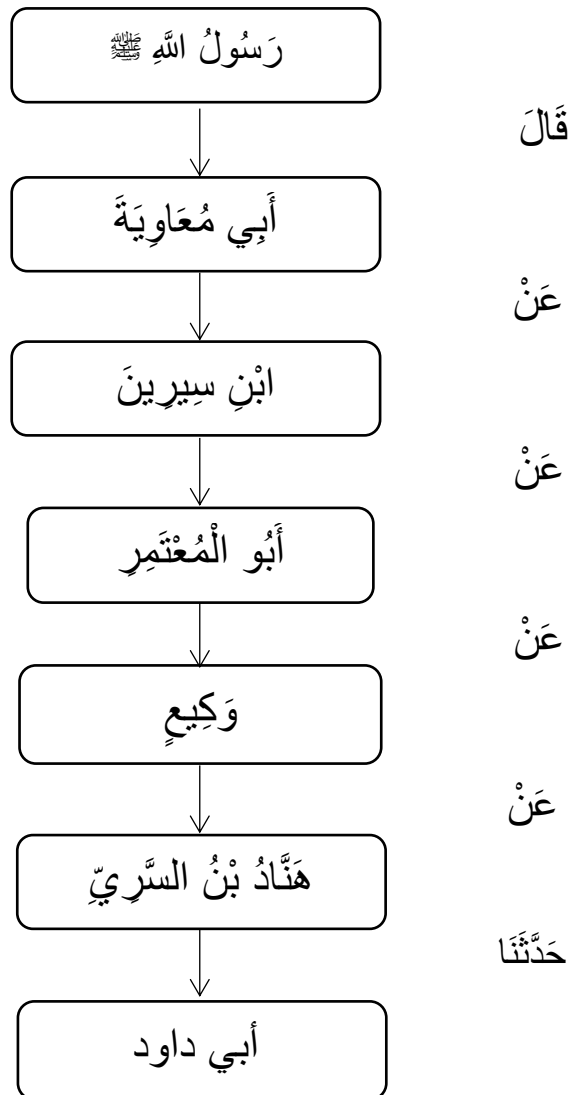 رَسُولُ اللَّهِ ﷺ
قَالَ
أَبِي مُعَاوِيَةَ
عَنْ
ابْنِ سِيرِينَ
عَنْ
أَبُو الْمُعْتَمِرِ
عَنْ
وَكِيعٍ
عَنْ
هَنَّادُ بْنُ السَّرِيِّ
حَدَّثَنَا
أبي داود